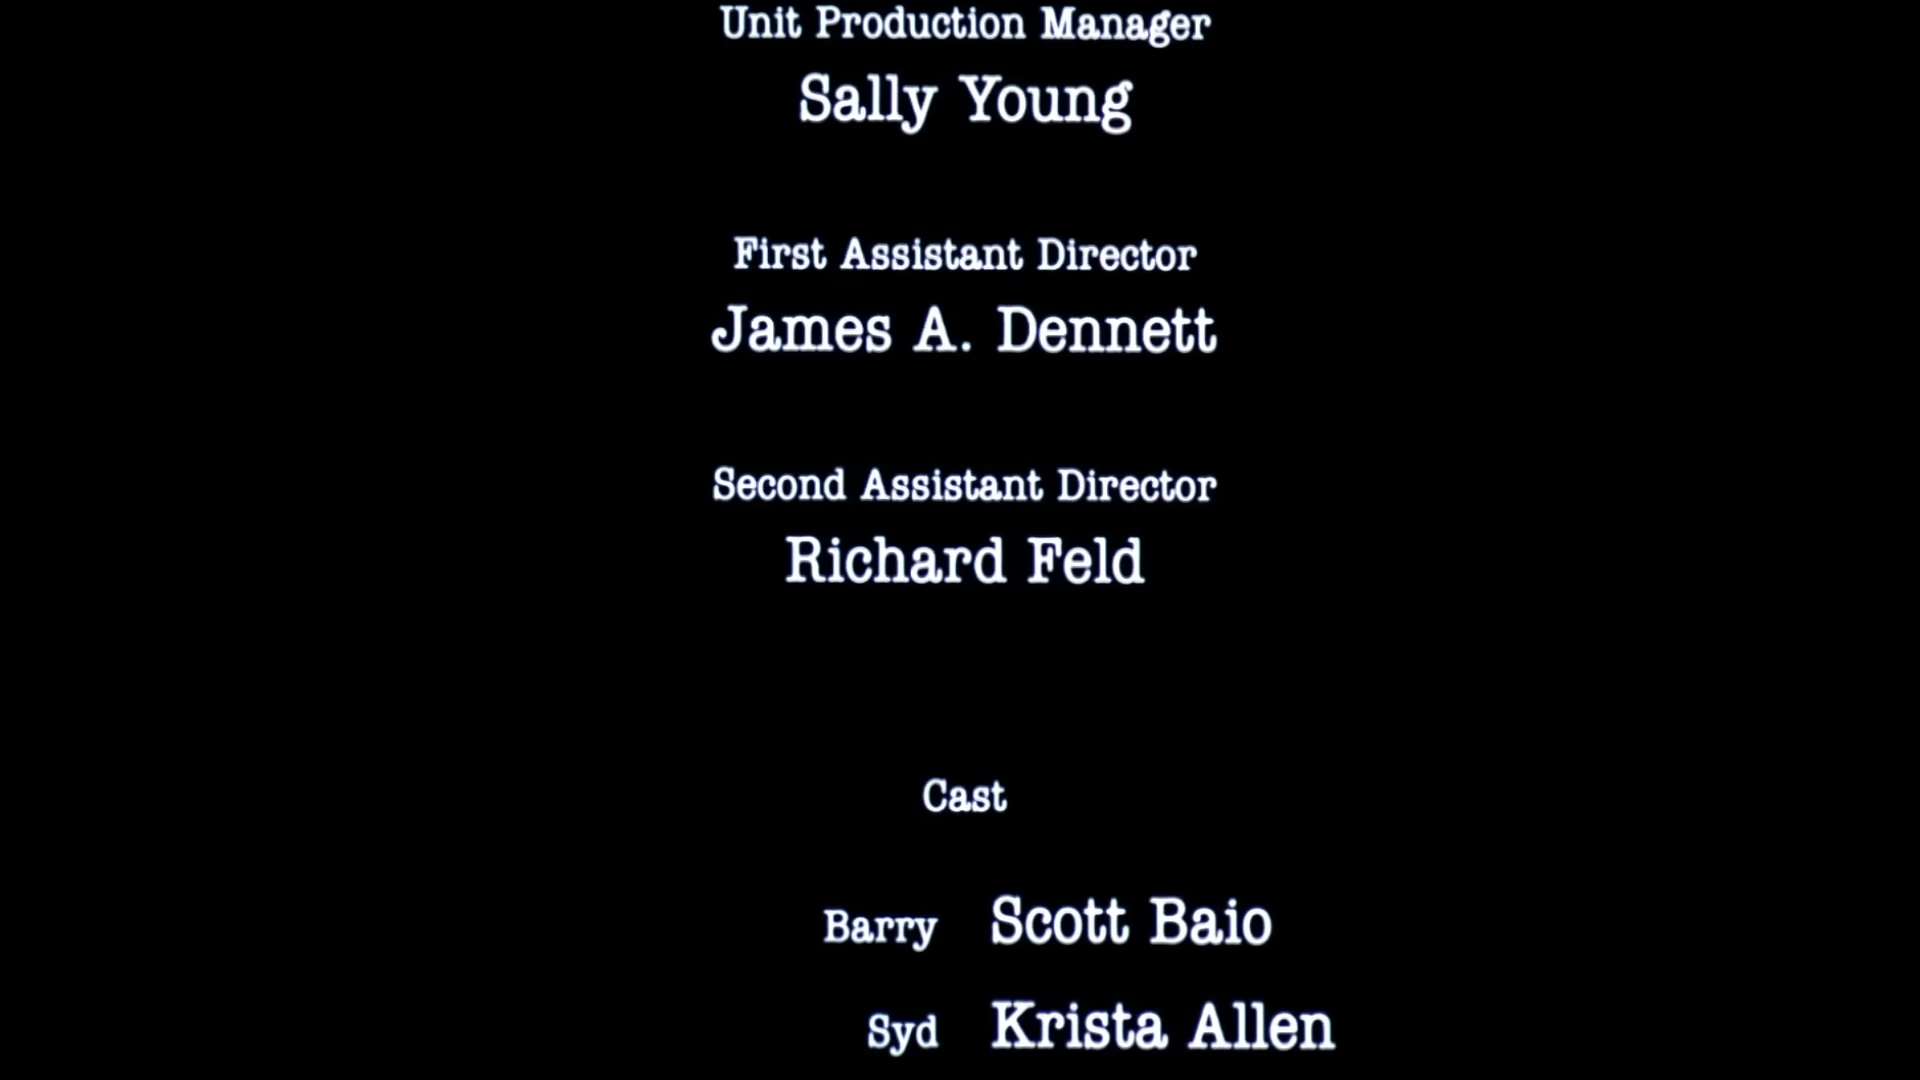 Unit Production Manager
Sally Young
First Assistant Director
James A. Dennett
Second Assistant Director
Richard Feld
Cast
Barry Scott Baio
Syd Krista Allen